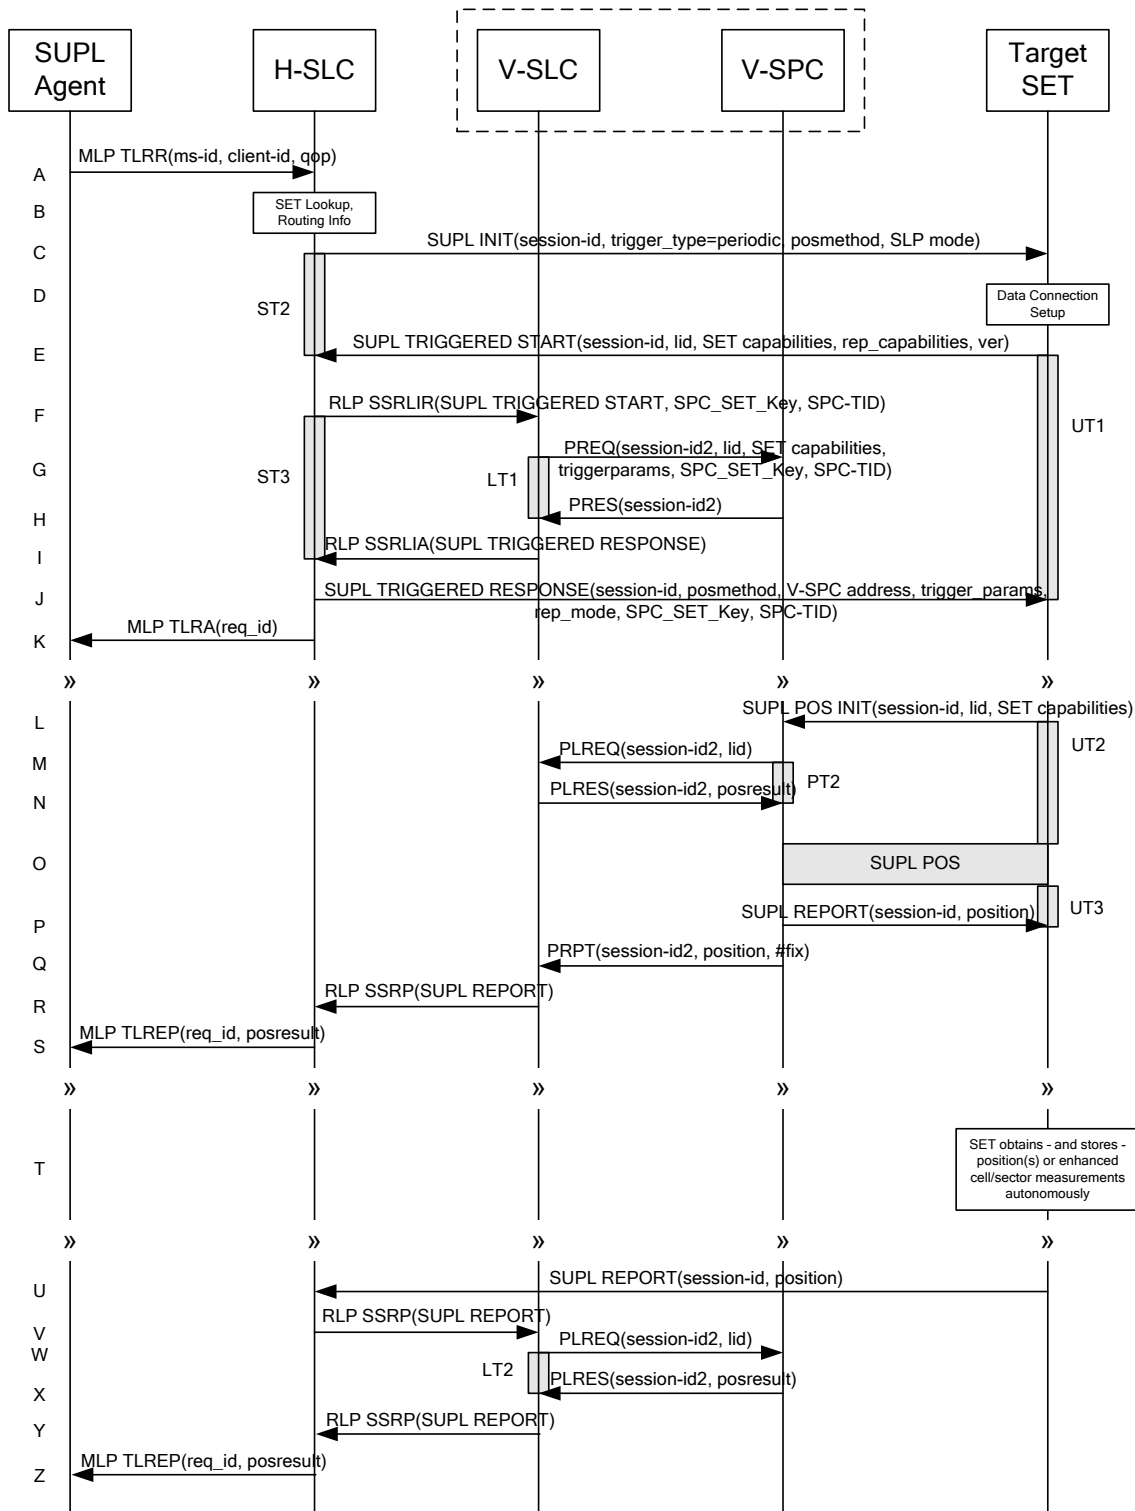 SUPL
Agent
H-SLC
V-SLC
V-SPC
Target
SET
A
MLP TLRR(ms-id, client-id, qop)
B
SET Lookup,
Routing Info
C
SUPL INIT(session-id, trigger_type=periodic, posmethod, SLP mode)
D
ST2
Data Connection
Setup
E
SUPL TRIGGERED START(session-id, lid, SET capabilities, rep_capabilities, ver)
F
RLP SSRLIR(SUPL TRIGGERED START, SPC_SET_Key, SPC-TID)
UT1
G
ST3
LT1
PREQ(session-id2, lid, SET capabilities,
triggerparams, SPC_SET_Key, SPC-TID)
H
PRES(session-id2)
I
RLP SSRLIA(SUPL TRIGGERED RESPONSE)
J
SUPL TRIGGERED RESPONSE(session-id, posmethod, V-SPC address, trigger_params,
rep_mode, SPC_SET_Key, SPC-TID)
K
MLP TLRA(req_id)
» » » » »
L
SUPL POS INIT(session-id, lid, SET capabilities)
UT2
M
PLREQ(session-id2, lid)
PT2
N
PLRES(session-id2, posresult)
O
SUPL POS
P
SUPL REPORT(session-id, position)
UT3
Q
PRPT(session-id2, position, #fix)
R
RLP SSRP(SUPL REPORT)
S
MLP TLREP(req_id, posresult)
» » » » »
T
SET obtains - and stores -
position(s) or enhanced
cell/sector measurements
autonomously
» » » » »
U
SUPL REPORT(session-id, position)
V
RLP SSRP(SUPL REPORT)
W
PLREQ(session-id2, lid)
LT2
X
PLRES(session-id2, posresult)
Y
RLP SSRP(SUPL REPORT)
Z
MLP TLREP(req_id, posresult)